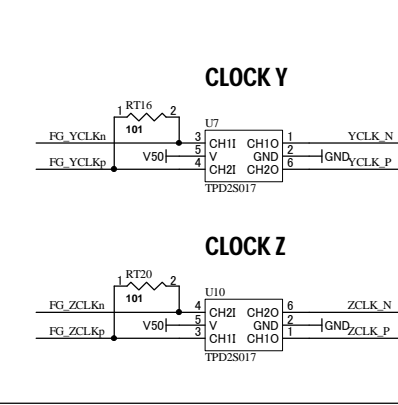 CLOCK Y
1 RT16 2
101
U7
FG_YCLKn 3 CH1I CH1O 1 YCLK_N
V50 5 V GND 2 GND
FG_YCLKp 4 CH2I CH2O 6 YCLK_P
TPD2S017
CLOCK Z
1 RT20 2
101
U10
FG_ZCLKn 4 CH2I CH2O 6 ZCLK_N
V50 5 V GND 2 GND
FG_ZCLKp 3 CH1I CH1O 1 ZCLK_P
TPD2S017